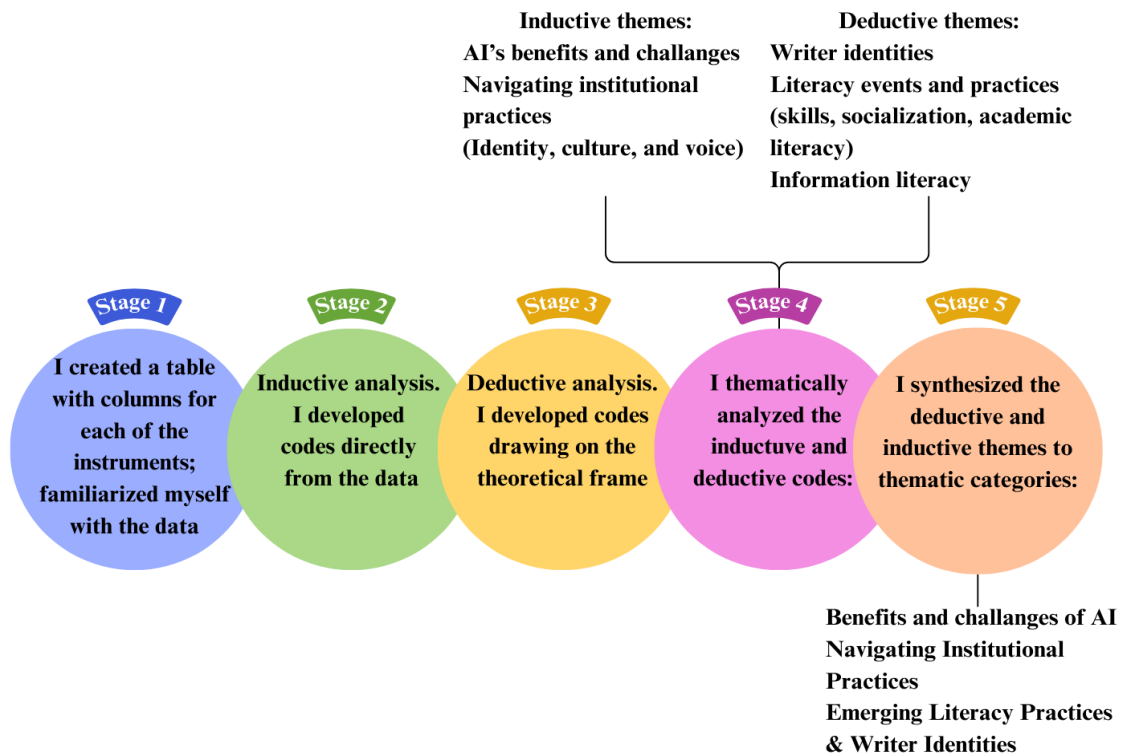 Inductive themes:
AI's benefits and challanges
Navigating institutional
practices
(Identity, culture, and voice)
Deductive themes:
Writer identities
Literacy events and practices
(skills, socialization, academic
literacy)
Information literacy
Stage 1
I created a table
with columns for
each of the
instruments;
familiarized myself
with the data
Stage 2
Inductive analysis.
I developed
codes directly
from the data
Stage 3
Deductive analysis.
I developed codes
drawing on the
theoretical frame
Stage 4
I thematically
analyzed the
inductuve and
deductive codes:
Stage 5
I synthesized the
deductive and
inductive themes to
thematic categories:
Benefits and challanges of AI
Navigating Institutional
Practices
Emerging Literacy Practices
& Writer Identities